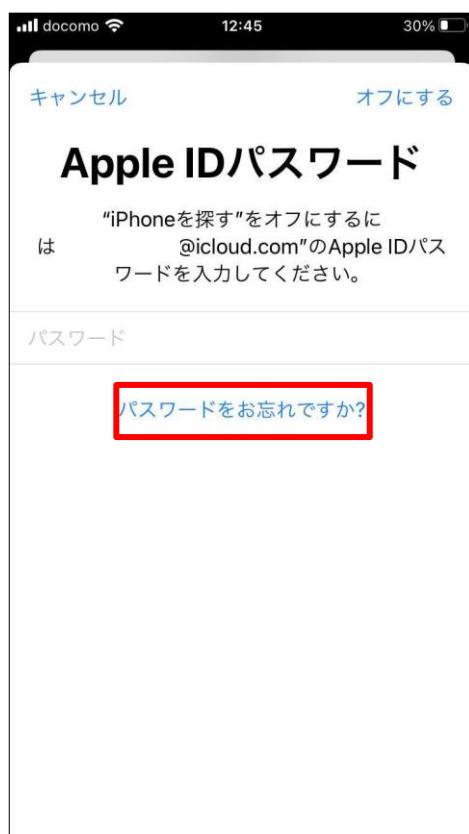 docomo 12:45 30%
キャンセル オフにする
Apple IDパスワード
“iPhoneを探す”をオフにするに
は @icloud.com”のApple IDパス
ワードを入力してください。
パスワード
パスワードをお忘れですか?